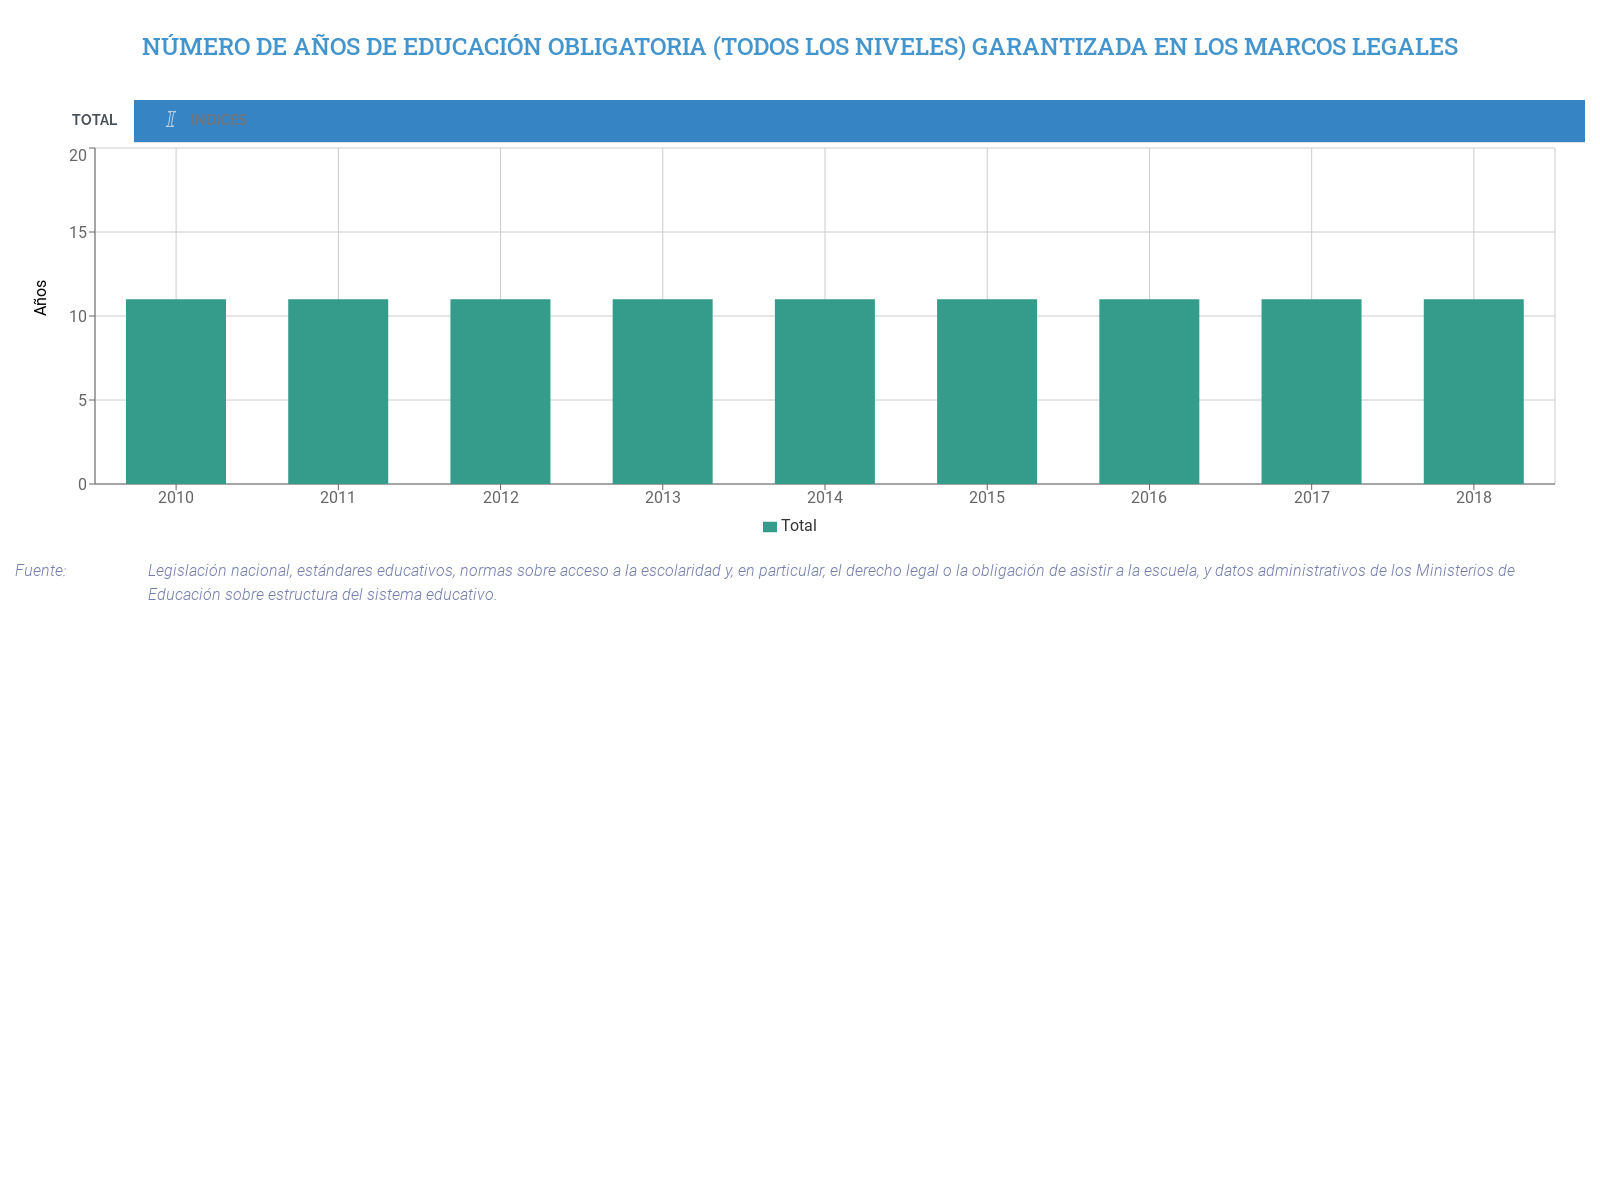 NÚMERO DE AÑOS DE EDUCACIÓN OBLIGATORIA (TODOS LOS NIVELES) GARANTIZADA EN LOS MARCOS LEGALES
TOTAL I INDICES
20
15
10
5
0
Años
2010 2011 2012 2013 2014 2015 2016 2017 2018
Total
Fuente: Legislación nacional, estándares educativos, normas sobre acceso a la escolaridad y, en particular, el derecho legal o la obligación de asistir a la escuela, y datos administrativos de los Ministerios de
Educación sobre estructura del sistema educativo.